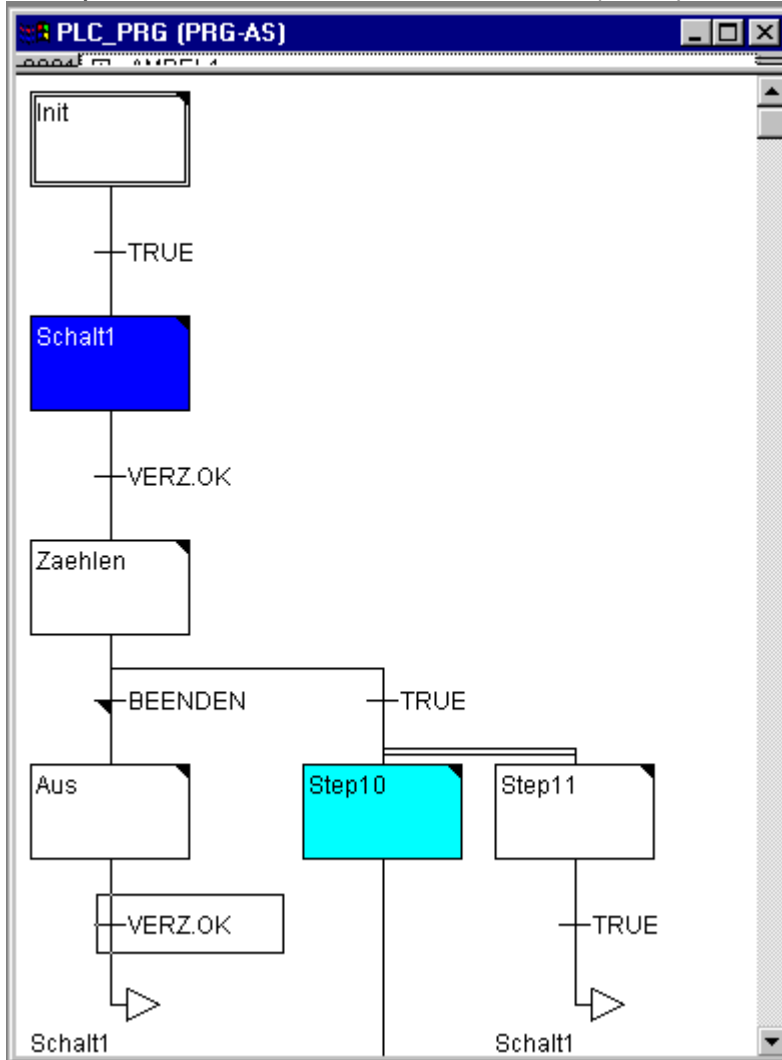 PLC_PRG (PRG-AS)
Init
TRUE
Schalt1
VERZ.OK
Zaehlen
BEENDEN TRUE
Aus Step10 Step11
VERZ.OK TRUE
Schalt1 Schalt1